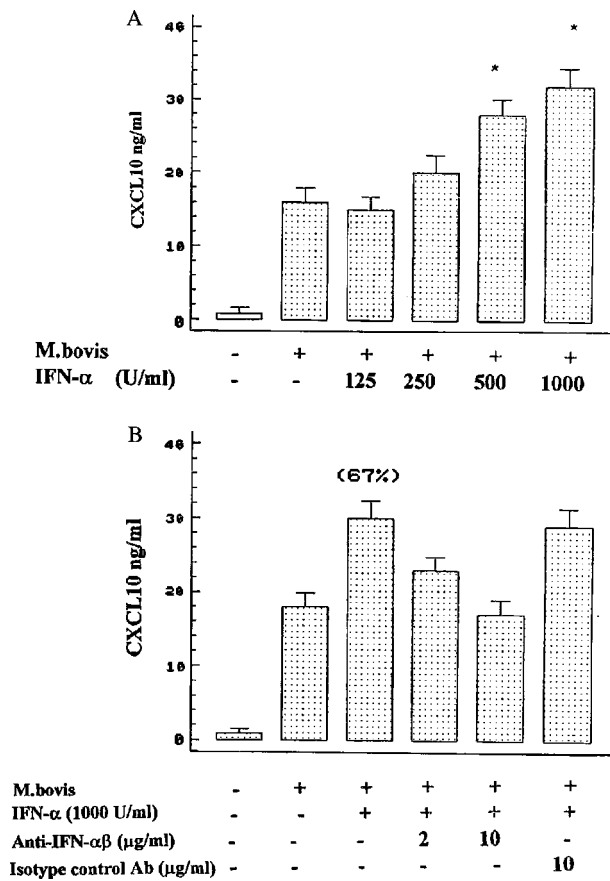 A
40
30
20
10
0
CXCL10 ng/ml
* *
M.bovis - + + + + +
IFN-α (U/ml) - - 125 250 500 1000
B
40
30
20
10
0
CXCL10 ng/ml
(67%)
M.bovis - + + + + +
IFN-α (1000 U/ml) - - + + + +
Anti-IFN-αβ (μg/ml) - - - 2 10 -
Isotype control Ab (μg/ml) - - - - - 10